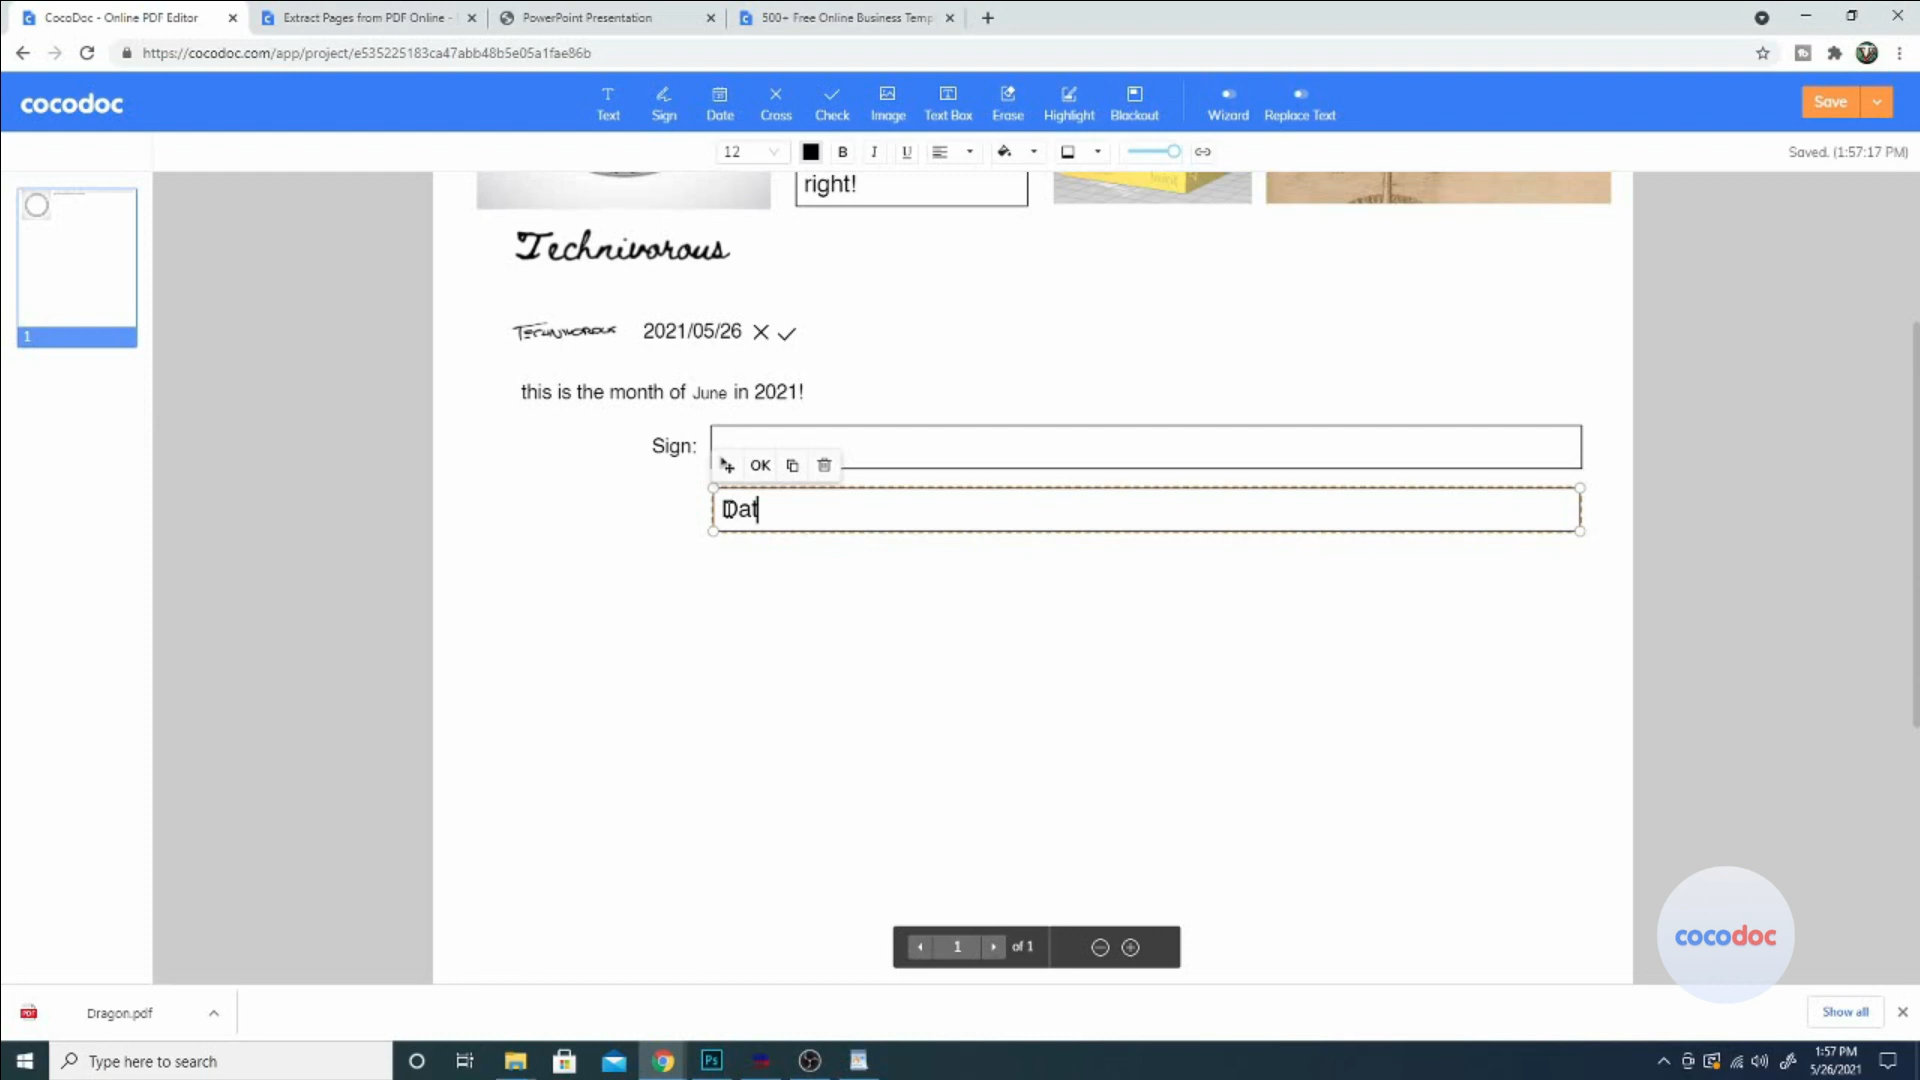 CocoDoc - Online PDF Editor
Extract Pages from PDF Online -
PowerPoint Presentation
500+ Free Online Business Temp
https://cocodoc.com/app/project/e535225183ca47abb48b5e05a1fae86b
cocodoc
Text
Sign
Date
Cross
Check
Image
Text Box
Erase
Highlight
Blackout
Wizard
Replace Text
Save
12
B
I
U
Saved. (1:57:17 PM)
right!
Technivorous
Technivorous 2021/05/26
this is the month of June in 2021!
Sign:
OK
Dat
1
1 of 1
cocodoc
PDF
Dragon.pdf
Show all
Type here to search
Ps
1:57 PM
5/26/2021